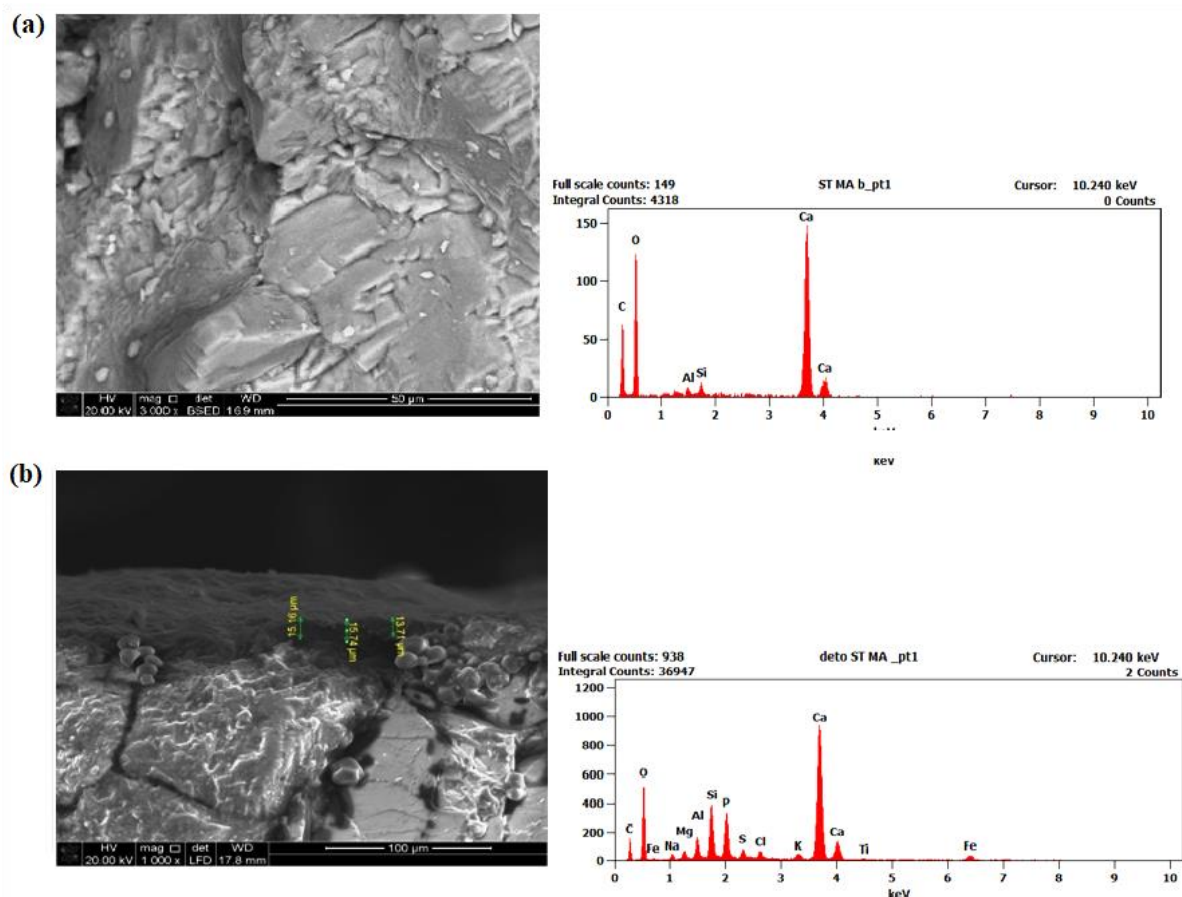 (a)
HV mag □ det WD 50 µm
20.00 kV 3 000 x BSED 16.9 mm
Full scale counts: 149 ST MA b_pt1 Cursor: 10.240 keV
Integral Counts: 4318 0 Counts
150
100
50
0
C
O
Al
Si
Ca
Ca
0 1 2 3 4 5 6 7 8 9 10
keV
(b)
15.16 µm
15.74 µm
13.71 µm
HV mag □ det WD 100 µm
20.00 kV 1 000 x LFD 17.8 mm
Full scale counts: 938 deto ST MA _pt1 Cursor: 10.240 keV
Integral Counts: 36947 2 Counts
1200
1000
800
600
400
200
0
C
O
Fe
Na
Mg
Al
Si
P
S
Cl
K
Ca
Ca
Ti
Fe
0 1 2 3 4 5 6 7 8 9 10
keV